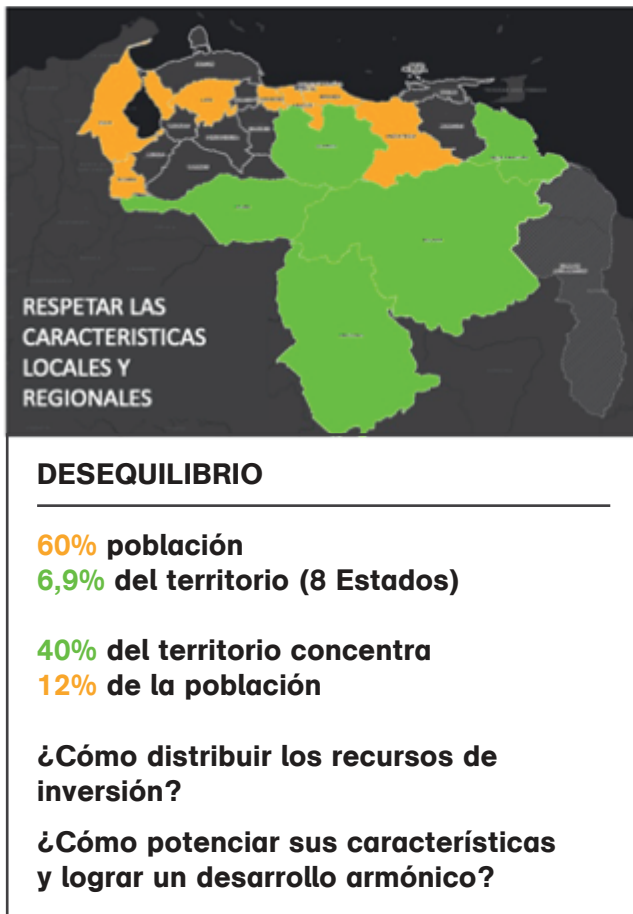 RESPETAR LAS
CARACTERISTICAS
LOCALES Y
REGIONALES
DESEQUILIBRIO
60% población
6,9% del territorio (8 Estados)
40% del territorio concentra
12% de la población
¿Cómo distribuir los recursos de
inversión?
¿Cómo potenciar sus características
y lograr un desarrollo armónico?